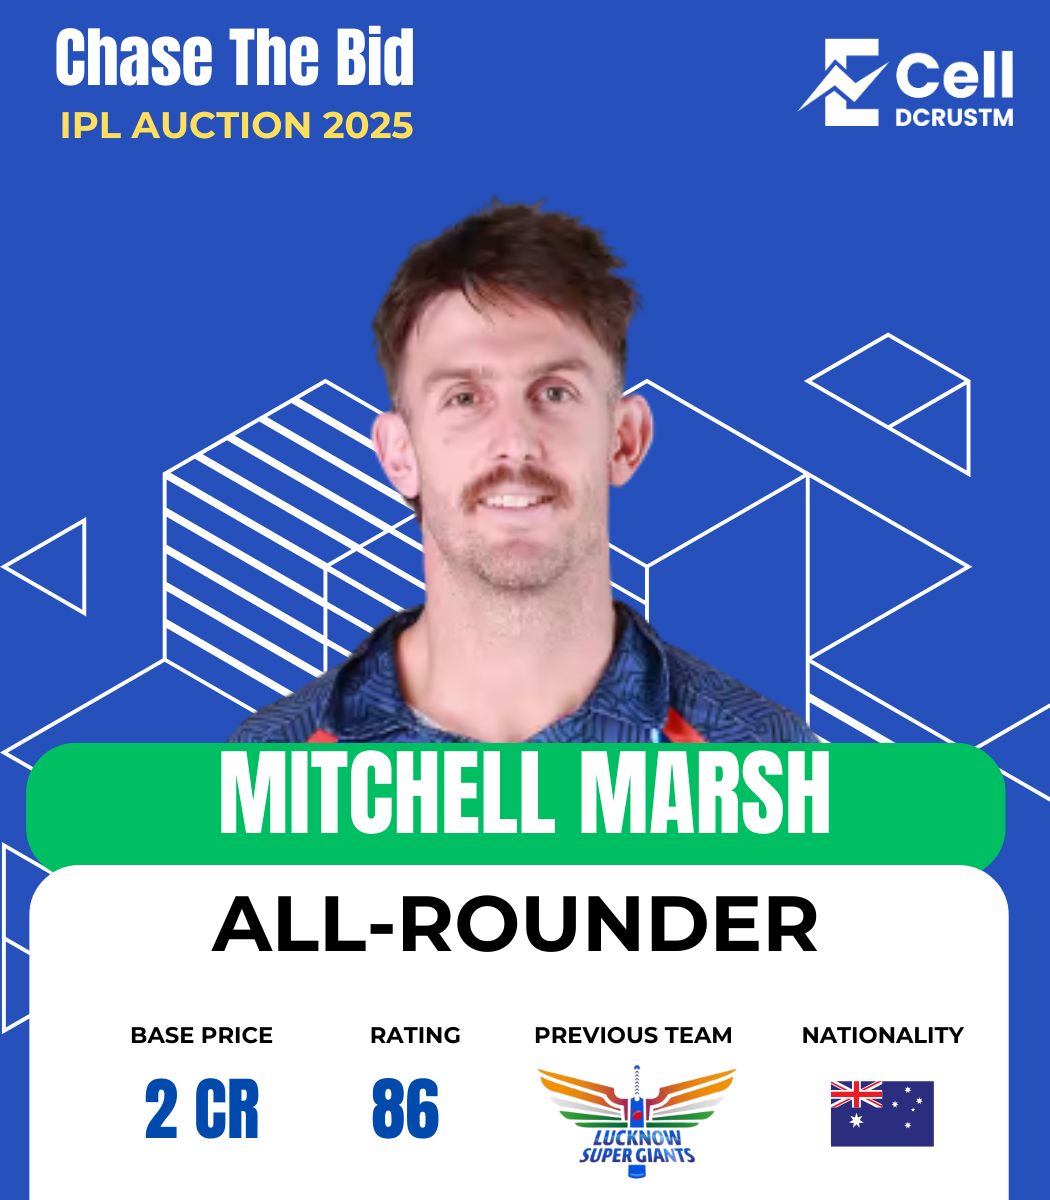 Chase The Bid
IPL AUCTION 2025
Cell
DCRUSTM
MITCHELL MARSH
ALL-ROUNDER
BASE PRICE
RATING
PREVIOUS TEAM
NATIONALITY
2 CR
86
LUCKNOW
SUPER GIANTS